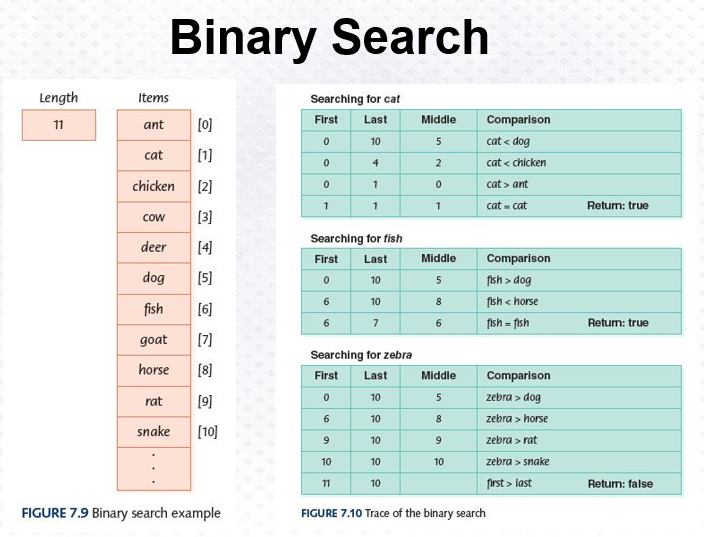 Binary Search
Length Items
11
ant [0]
cat [1]
chicken [2]
cow [3]
deer [4]
dog [5]
fish [6]
goat [7]
horse [8]
rat [9]
snake [10]
.
.
.
FIGURE 7.9 Binary search example
Searching for cat
First Last Middle Comparison
0 10 5 cat < dog
0 4 2 cat < chicken
0 1 0 cat > ant
1 1 1 cat = cat Return: true
Searching for fish
First Last Middle Comparison
0 10 5 fish > dog
6 10 8 fish < horse
6 7 6 fish = fish Return: true
Searching for zebra
First Last Middle Comparison
0 10 5 zebra > dog
6 10 8 zebra > horse
9 10 9 zebra > rat
10 10 10 zebra > snake
11 10 first > last Return: false
FIGURE 7.10 Trace of the binary search